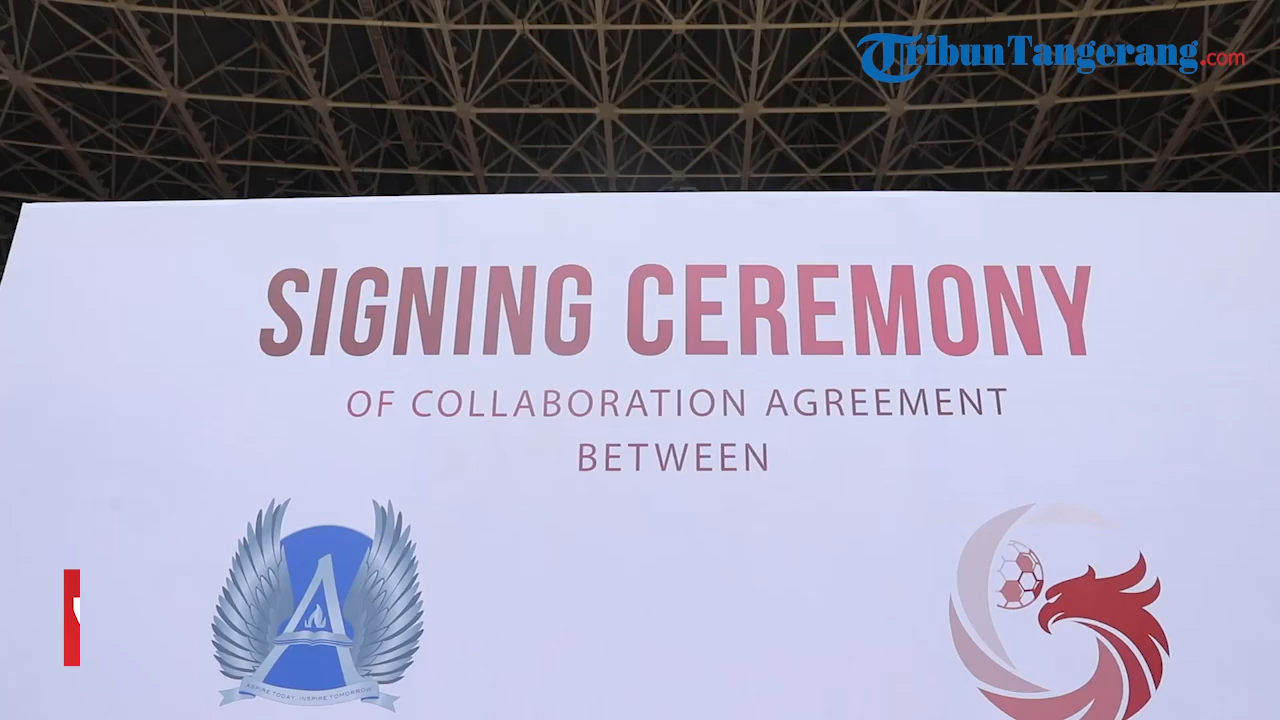 TribunTangerang.com
SIGNING CEREMONY
OF COLLABORATION AGREEMENT
BETWEEN
A
ASPIRE TODAY, INSPIRE TOMORROW